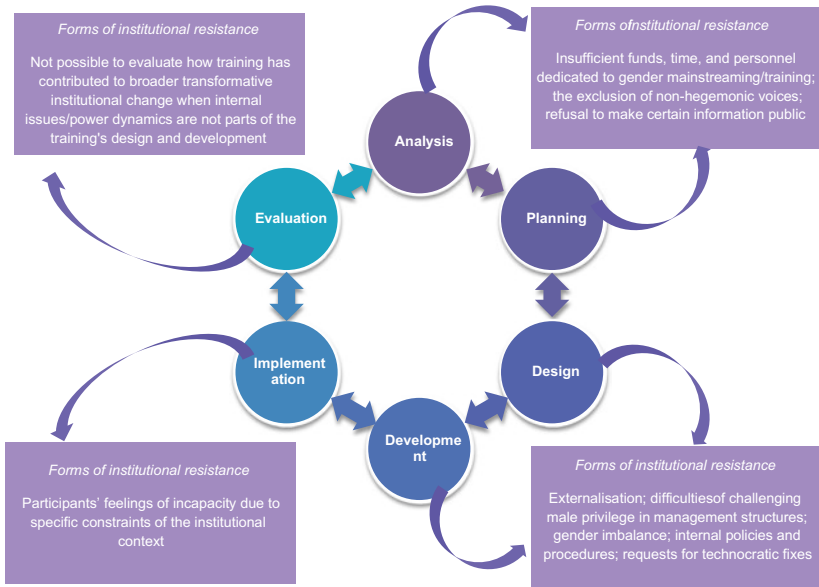 Forms of institutional resistance
Not possible to evaluate how training has
contributed to broader transformative
institutional change when internal
issues/power dynamics are not parts of the
training's design and development
Forms ofnstitutional resistance
Insufficient funds, time, and personnel
dedicated to gender mainstreaming/training;
the exclusion of non-hegemonic voices;
refusal to make certain information public
Analysis
Evaluation
Planning
Implement
ation
Design
Developme
nt
Forms of institutional resistance
Participants' feelings of incapacity due to
specific constraints of the institutional
context
Forms of institutional resistance
Externalisation; difficultiesof challenging
male privilege in management structures;
gender imbalance; internal policies and
procedures; requests for technocratic fixes